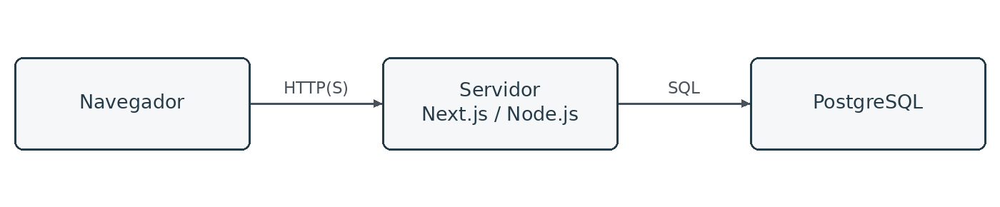 Navegador
HTTP(S)
Servidor
Next.js / Node.js
SQL
PostgreSQL